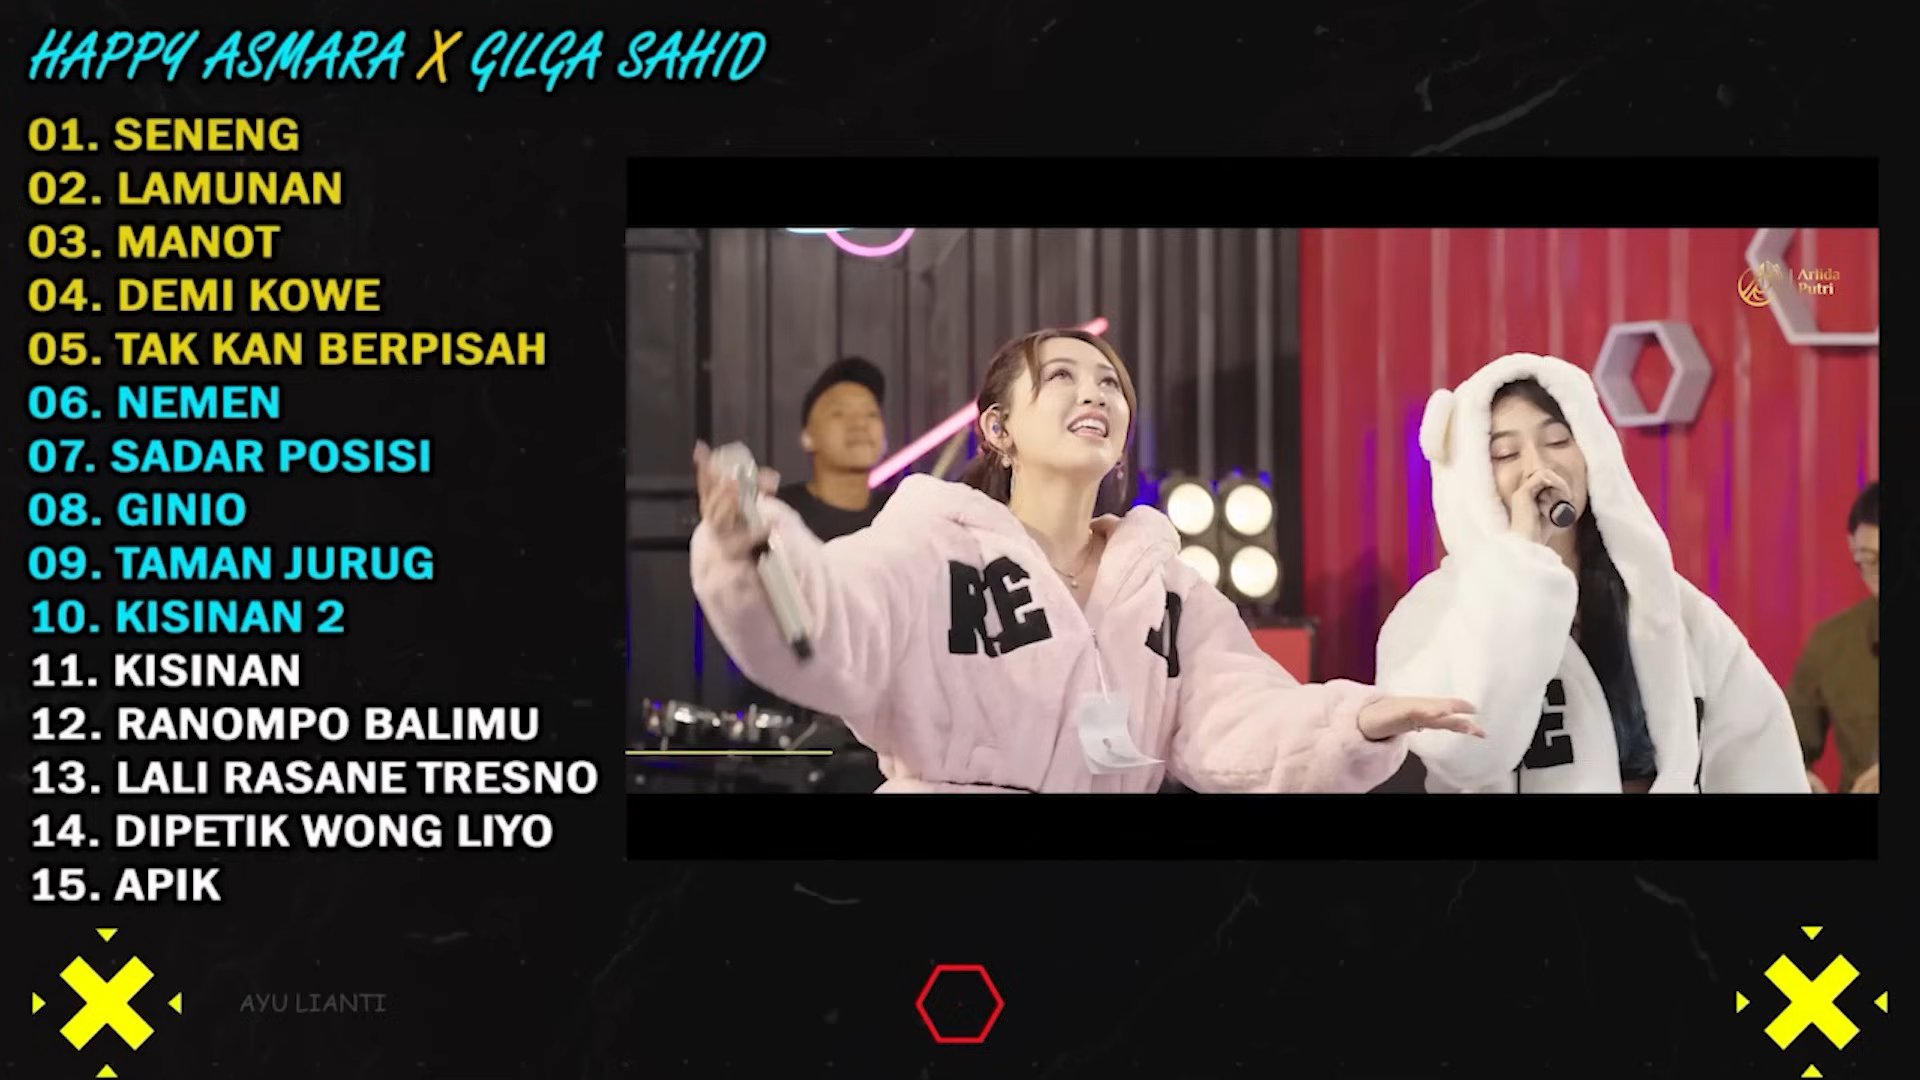 HAPPY ASMARA X GILGA SAHID
01. SENENG
02. LAMUNAN
03. MANOT
04. DEMI KOWE
05. TAK KAN BERPISAH
06. NEMEN
07. SADAR POSISI
08. GINIO
09. TAMAN JURUG
10. KISINAN 2
11. KISINAN
12. RANOMPO BALIMU
13. LALI RASANE TRESNO
14. DIPETIK WONG LIYO
15. APIK
Arlida
Putri
RE
E
AYU LIANTI